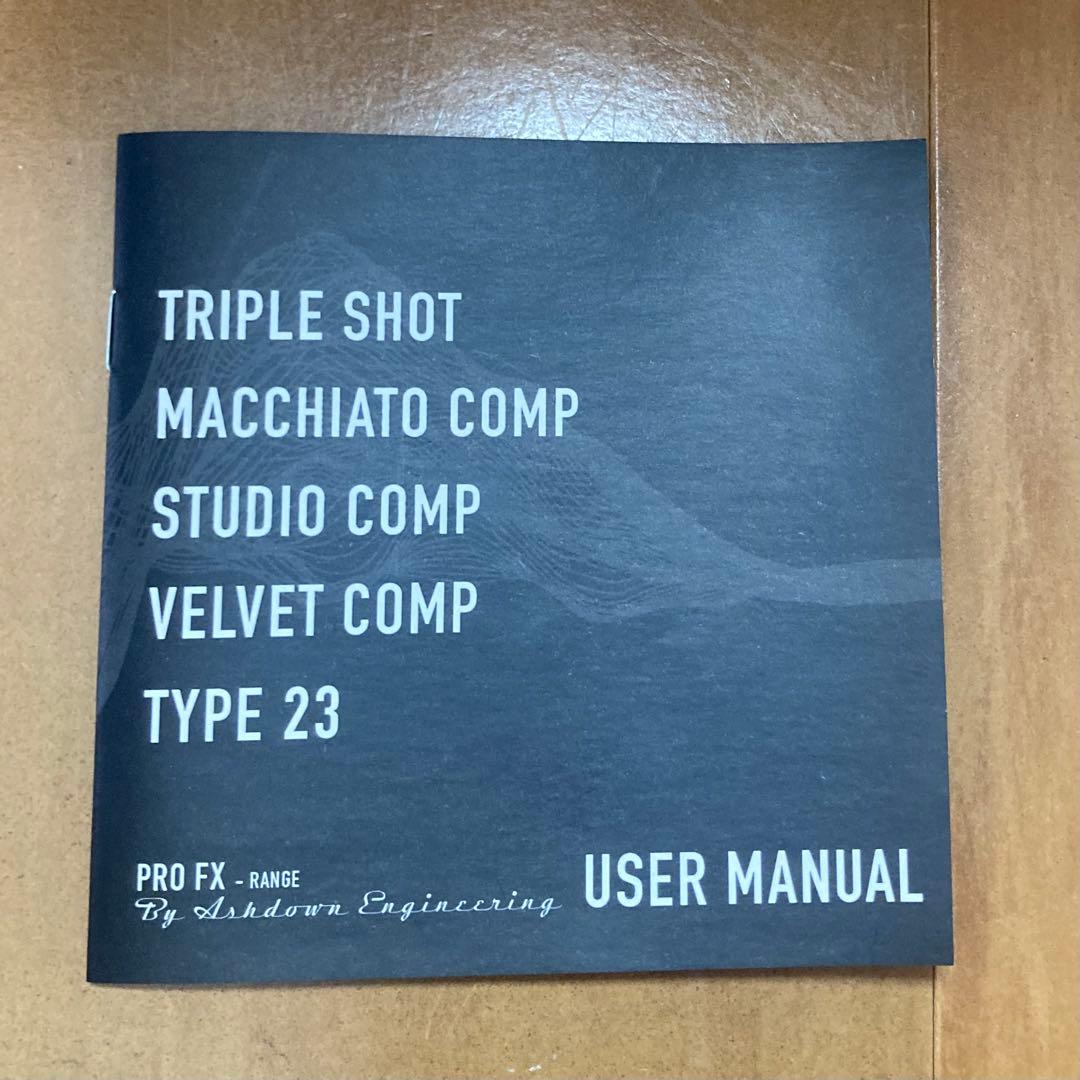 TRIPLE SHOT
MACCHIATO COMP
STUDIO COMP
VELVET COMP
TYPE 23
PRO FX - RANGE
By Ashdown Engineering
USER MANUAL